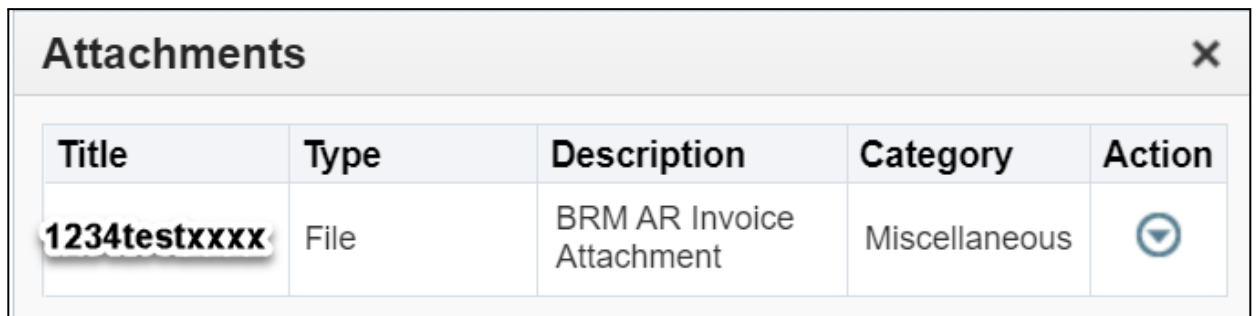 Attachments
Title Type Description Category Action
1234testxxxx File BRM AR Invoice Attachment Miscellaneous